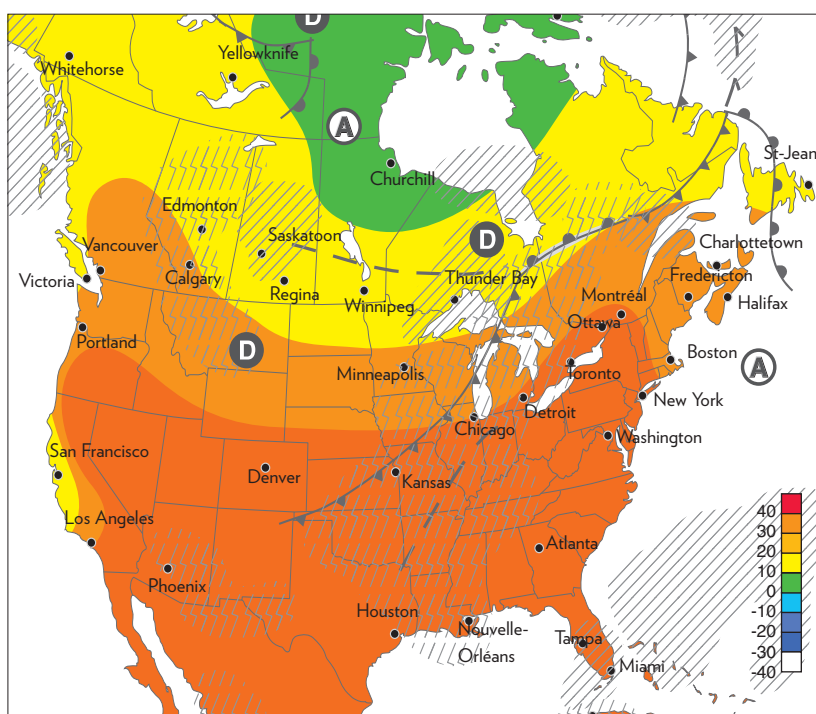 D
Yellowknife
Whitehorse
A
Churchill
St-Jean
Edmonton
Saskatoon
D
Vancouver
Charlottetown
Calgary
Victoria
Regina
Winnipeg
Thunder Bay
Fredericton
Montréal
Halifax
Ottawa
Portland
D
Boston
Minneapolis
Toronto
A
New York
Detroit
Chicago
Washington
San Francisco
Denver
Kansas
Los Angeles
Atlanta
Phoenix
Houston
Nouvelle-
Orléans
Tampa
Miami
40
30
20
10
0
-10
-20
-30
-40